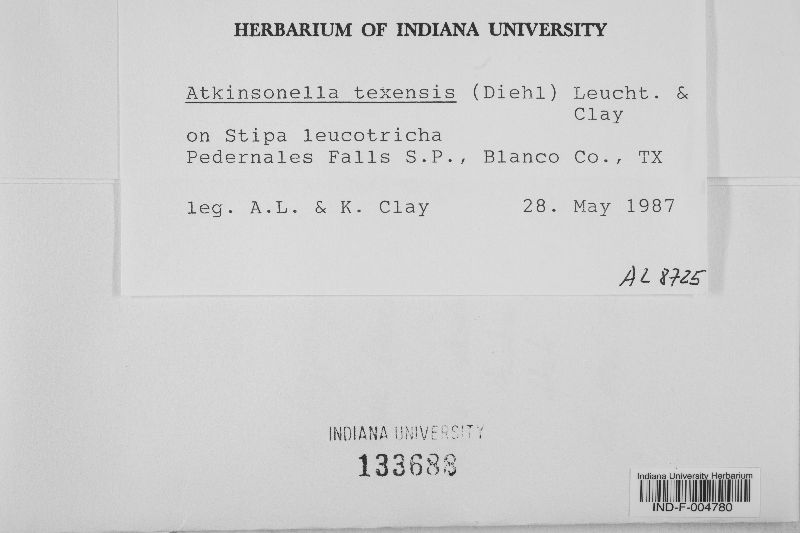 HERBARIUM OF INDIANA UNIVERSITY
Atkinsonella texensis (Diehl) Leucht. &
Clay
on Stipa leucotricha
Pedernales Falls S.P., Blanco Co., TX
leg. A.L. & K. Clay 28. May 1987
AL 8725
INDIANA UNIVERSITY
133688
Indiana University Herbarium
IND-F-004780